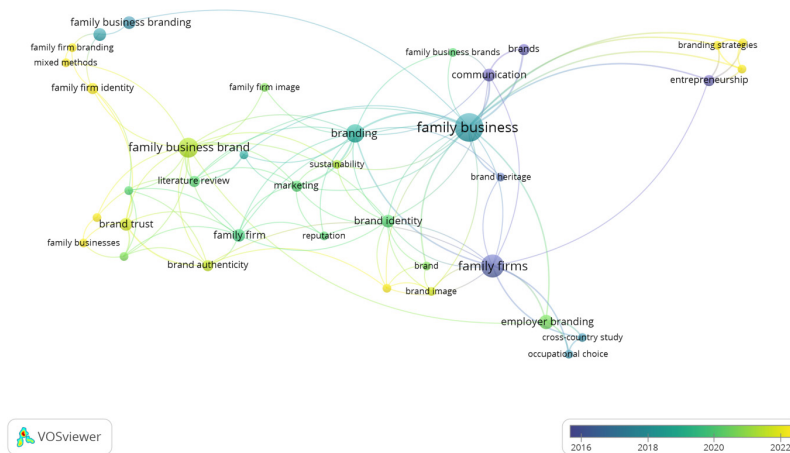 family business branding
family firm branding
mixed methods
family firm identity
family firm image
family business brands
brands
communication
branding strategies
entrepreneurship
family business
branding
family business brand
sustainability
literature review
marketing
brand heritage
brand trust
family businesses
family firm
reputation
brand identity
brand authenticity
brand
family firms
brand image
employer branding
cross-country study
occupational choice
VOSviewer
2016 2018 2020 2022